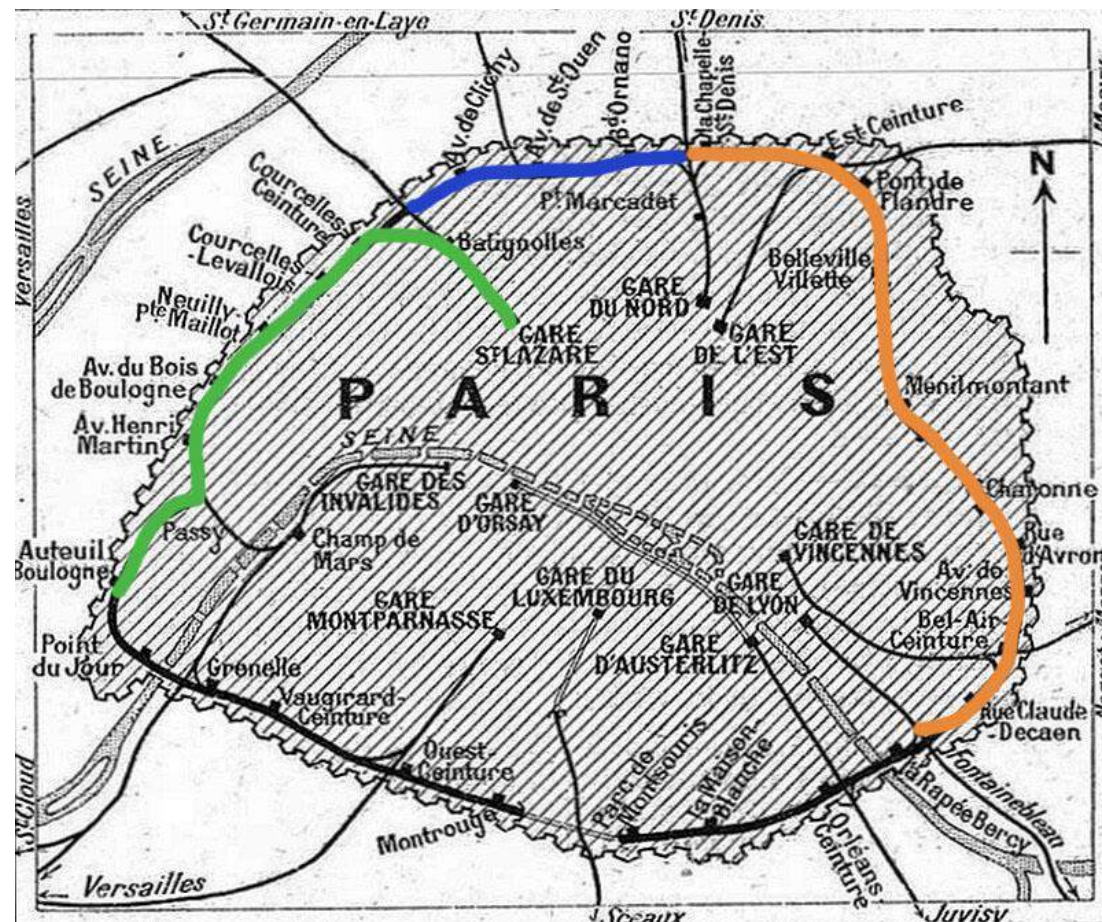 St Germain-en-Laye
St Denis
Av. de Clichy
Av. de St Ouen
Bd Ornano
la Chapelle-
St Denis
Est Ceinture
SEINE
Courcelles
Ceinture
N
Pt Marcadet
Pont de
Flandre
Versailles
Courcelles
-Levallois
Batignolles
Belleville
Villette
Neuilly-
Pte Maillot
GARE
DU NORD
GARE
ST LAZARE
GARE
DE L'EST
Av. du Bois
de Boulogne
PARIS
Menilmontant
Av. Henri
Martin
SEINE
GARE DES
INVALIDES
GARE
D'ORSAY
Charonne
Passy
Champ de
Mars
GARE DE
VINCENNES
Rue
d'Avron
Auteuil
Boulogne
GARE DU
LUXEMBOURG
GARE
DE LYON
Av. de
Vincennes
GARE
MONTPARNASSE
Bel-Air-
Ceinture
Point
du Jour
Grenelle
GARE
D'AUSTERLITZ
Vaugirard-
Ceinture
Rue Claude
-Decaen
Ouest-
Ceinture
Parc de
Montsouris
La Maison-
Blanche
St Cloud
Montrouge
La Rapée Bercy
Fontainebleau
Orléans
Ceinture
Versailles
Sceaux
Juvisy